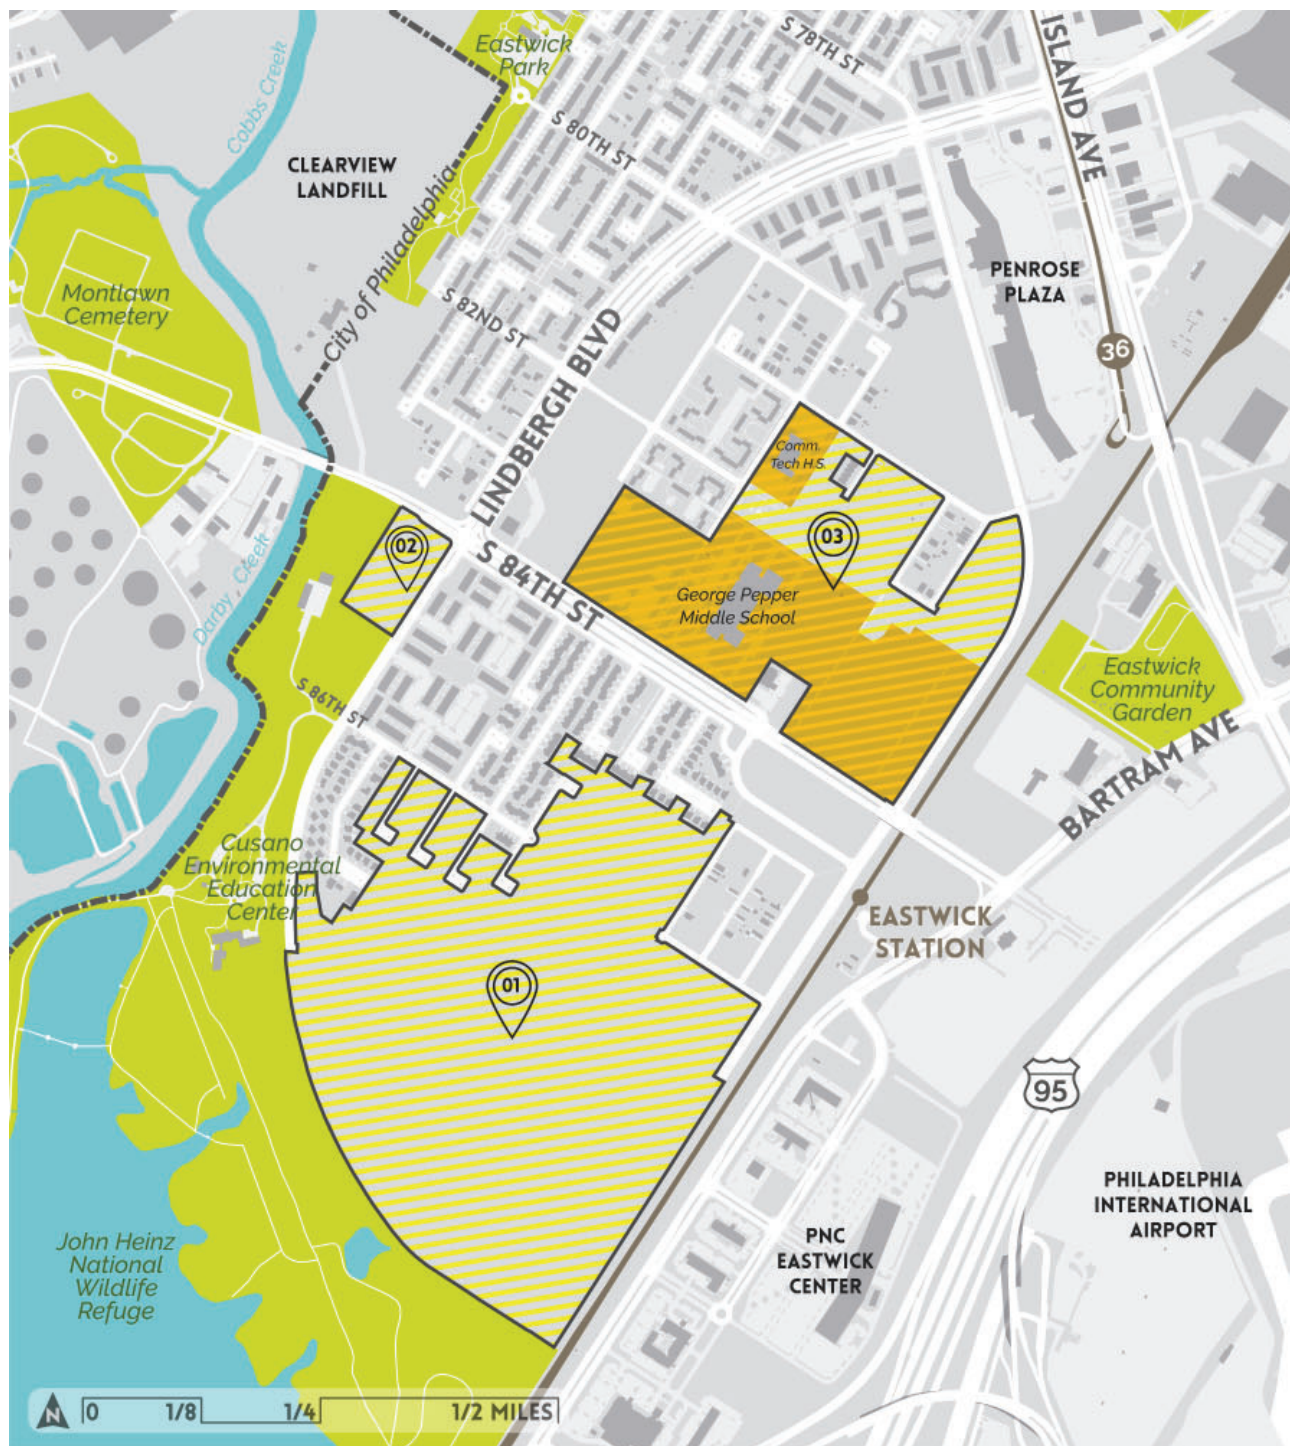 Eastwick
Park
S 78TH ST
ISLAND AVE
Cobbs Creek
S 80TH ST
CLEARVIEW
LANDFILL
City of Philadelphia
PENROSE
PLAZA
Montlawn
Cemetery
S 82ND ST
LINDBERGH BLVD
36
Comm.
Tech H.S.
02
03
S 84TH ST
Darby Creek
George Pepper
Middle School
S 86TH ST
Eastwick
Community
Garden
BARTRAM AVE
Cusano
Environmental
Education
Center
EASTWICK
STATION
01
95
PHILADELPHIA
INTERNATIONAL
AIRPORT
PNC
EASTWICK
CENTER
John Heinz
National
Wildlife
Refuge
N 0 1/8 1/4 1/2 MILES